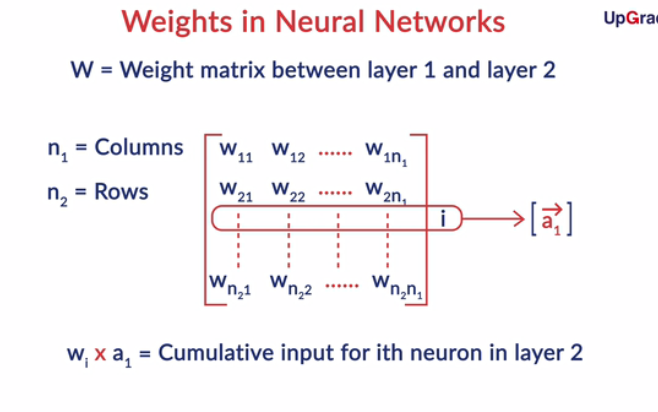 Weights in Neural Networks
UpGrad
W = Weight matrix between layer 1 and layer 2
n₁ = Columns
w₁₁ w₁₂ ...... w₁ₙ₁
n₂ = Rows
w₂₁ w₂₂ ...... w₂ₙ₁
i
[a₁]
wₙ₂₁ wₙ₂₂ ...... wₙ₂ₙ₁
wᵢ x a₁ = Cumulative input for ith neuron in layer 2